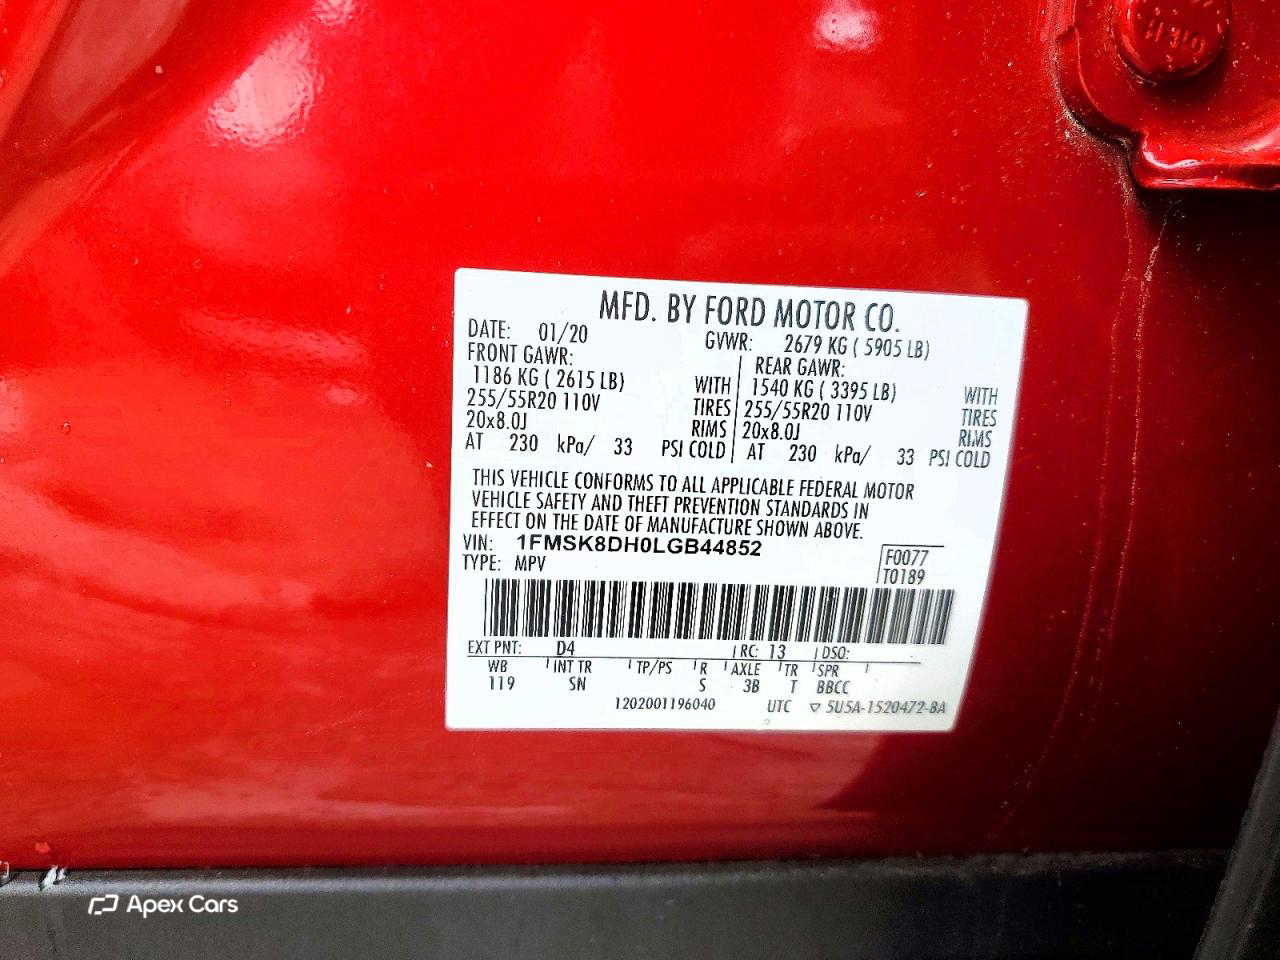 MFD. BY FORD MOTOR CO.
DATE: 01/20 GVWR: 2679 KG ( 5905 LB)
FRONT GAWR: REAR GAWR:
1186 KG ( 2615 LB) WITH 1540 KG ( 3395 LB) WITH
255/55R20 110V TIRES 255/55R20 110V TIRES
20x8.0J RIMS 20x8.0J RIMS
AT 230 kPa/ 33 PSI COLD AT 230 kPa/ 33 PSI COLD
THIS VEHICLE CONFORMS TO ALL APPLICABLE FEDERAL MOTOR
VEHICLE SAFETY AND THEFT PREVENTION STANDARDS IN
EFFECT ON THE DATE OF MANUFACTURE SHOWN ABOVE.
VIN: 1FMSK8DH0LGB44852
TYPE: MPV
F0077
T0189
EXT PNT: D4 RC: 13 DSO:
WB INT TR TP/PS R AXLE TR SPR
119 SN S 3B T BBCC
1202001196040 UTC ▽ 5U5A-1520472-BA
Apex Cars